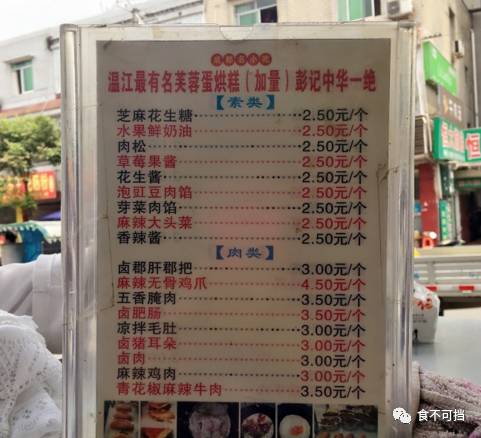 温江最有名芙蓉蛋烘糕（加量）彭记中华一绝
【素类】
芝麻花生糖 2.50元/个
水果鲜奶油 2.50元/个
肉松 2.50元/个
草莓果酱 2.50元/个
花生酱 2.50元/个
泡豇豆肉馅 2.50元/个
芽菜肉馅 2.50元/个
麻辣大头菜 2.50元/个
香辣酱 2.50元/个
【肉类】
卤郡肝郡把 3.00元/个
麻辣无骨鸡爪 4.50元/个
五香腌肉 3.50元/个
卤肥肠 3.50元/个
凉拌毛肚 3.50元/个
卤猪耳朵 3.00元/个
卤肉 3.00元/个
麻辣鸡肉 3.00元/个
青花椒麻辣牛肉 3.50元/个
食不可挡